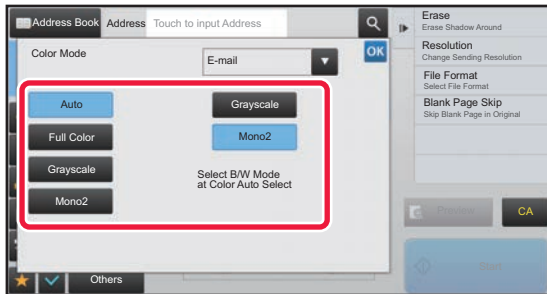 Address Book
Address
Touch to input Address
Color Mode
E-mail
OK
Auto
Grayscale
Full Color
Mono2
Grayscale
Select B/W Mode
at Color Auto Select
Mono2
Others
Erase
Erase Shadow Around
Resolution
Change Sending Resolution
File Format
Select File Format
Blank Page Skip
Skip Blank Page in Original
Preview
CA
Start